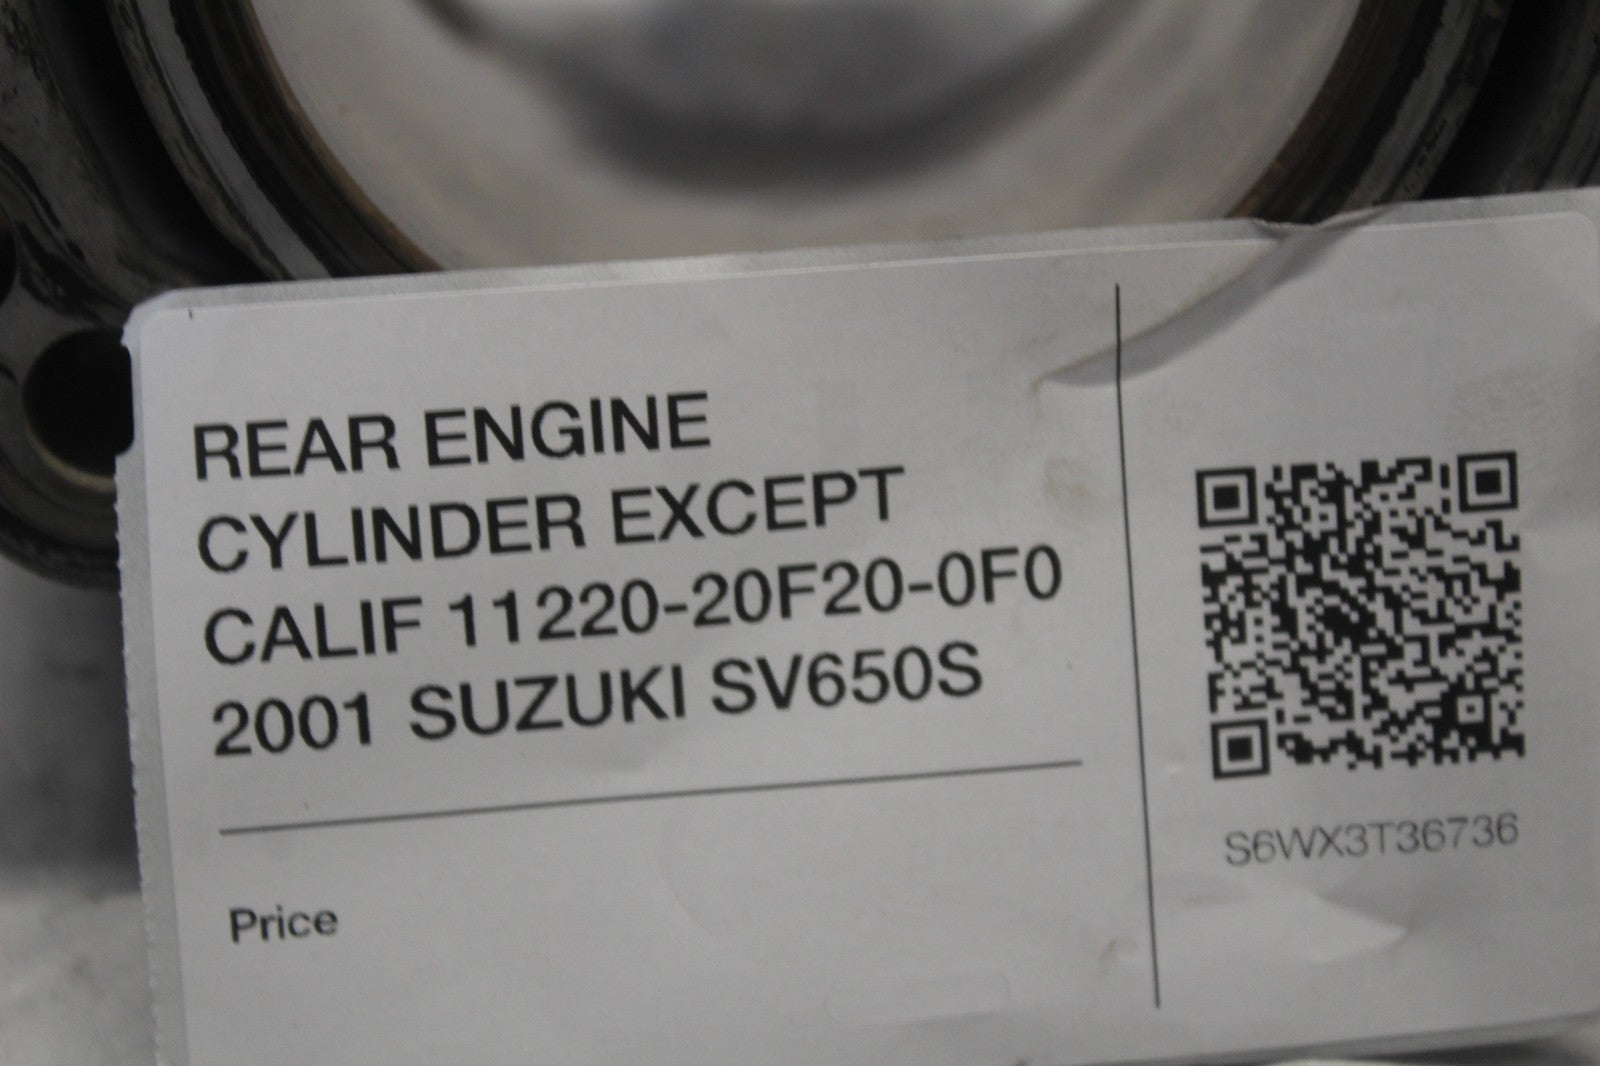 REAR ENGINE
CYLINDER EXCEPT
CALIF 11220-20F20-0F0
2001 SUZUKI SV650S
Price
S6WX3T36736